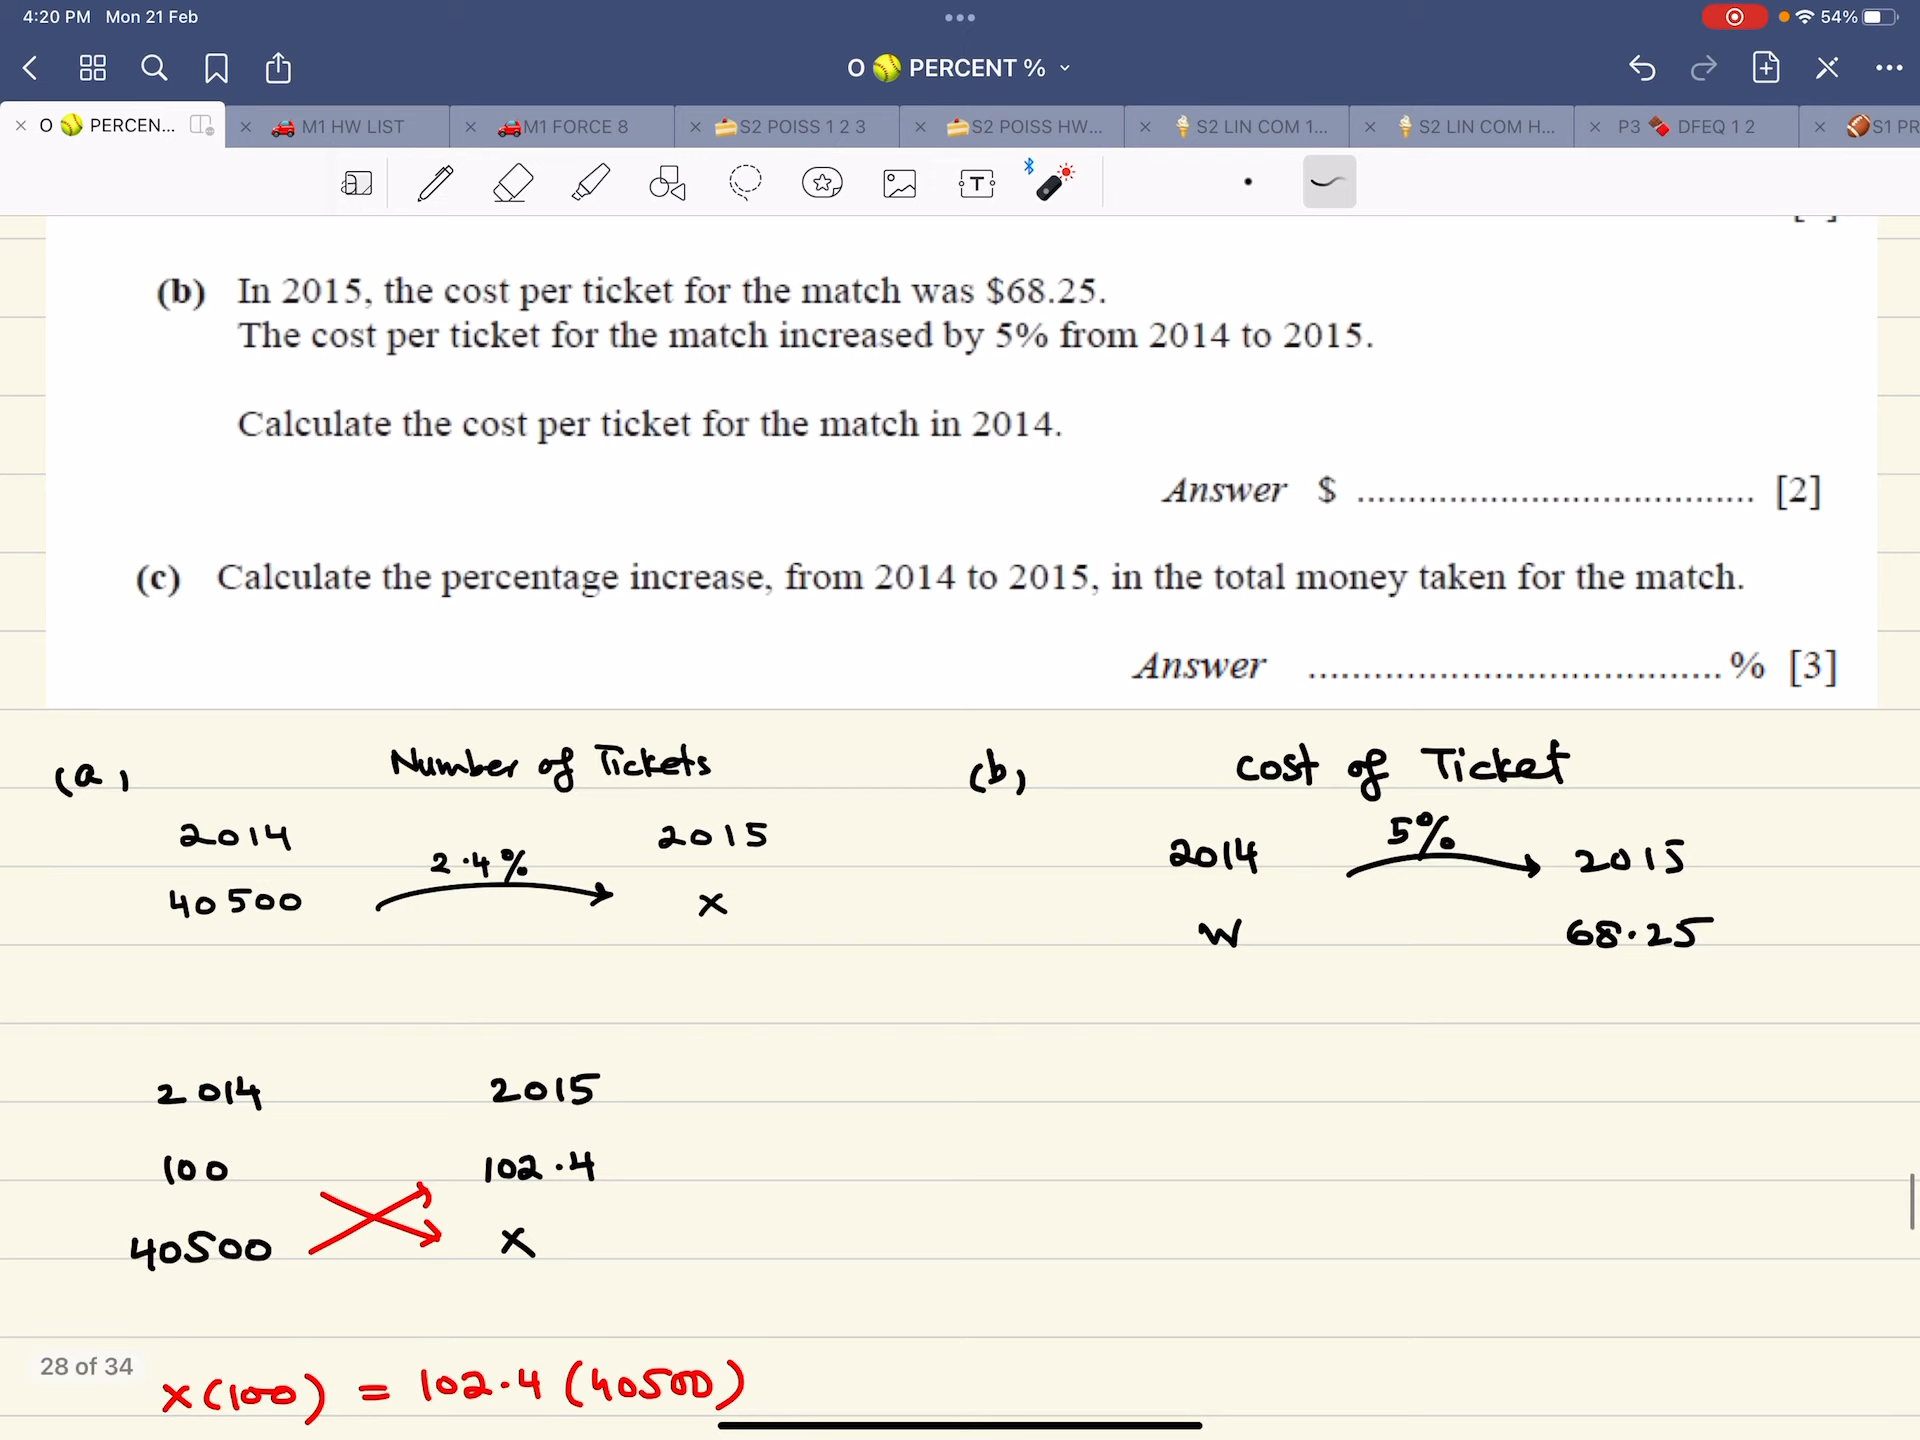 4:20 PM Mon 21 Feb
54%
O PERCENT %
O PERCEN...
M1 HW LIST
M1 FORCE 8
S2 POISS 1 2 3
S2 POISS HW...
S2 LIN COM 1...
S2 LIN COM H...
P3 DFEQ 1 2
S1 PR
(b) In 2015, the cost per ticket for the match was $68.25.
The cost per ticket for the match increased by 5% from 2014 to 2015.
Calculate the cost per ticket for the match in 2014.
Answer $ ....................................... [2]
(c) Calculate the percentage increase, from 2014 to 2015, in the total money taken for the match.
Answer ........................................ % [3]
(a) Number of Tickets
2014 2.4% 2015
40500 x
2014 2015
100 102.4
40500 x
x(100) = 102.4 (40500)
(b) Cost of Ticket
2014 5% 2015
W 68.25
28 of 34